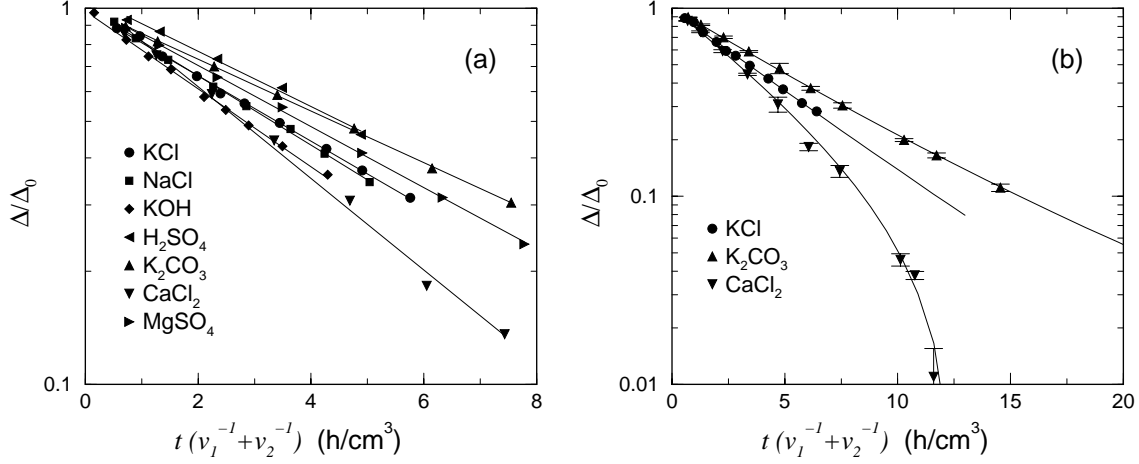 1
0.1
Δ/Δ₀
(a)
KCl
NaCl
KOH
H₂SO₄
K₂CO₃
CaCl₂
MgSO₄
0 2 4 6 8
t (v₁⁻¹+v₂⁻¹) (h/cm³)
1
0.1
0.01
Δ/Δ₀
(b)
KCl
K₂CO₃
CaCl₂
0 5 10 15 20
t (v₁⁻¹+v₂⁻¹) (h/cm³)